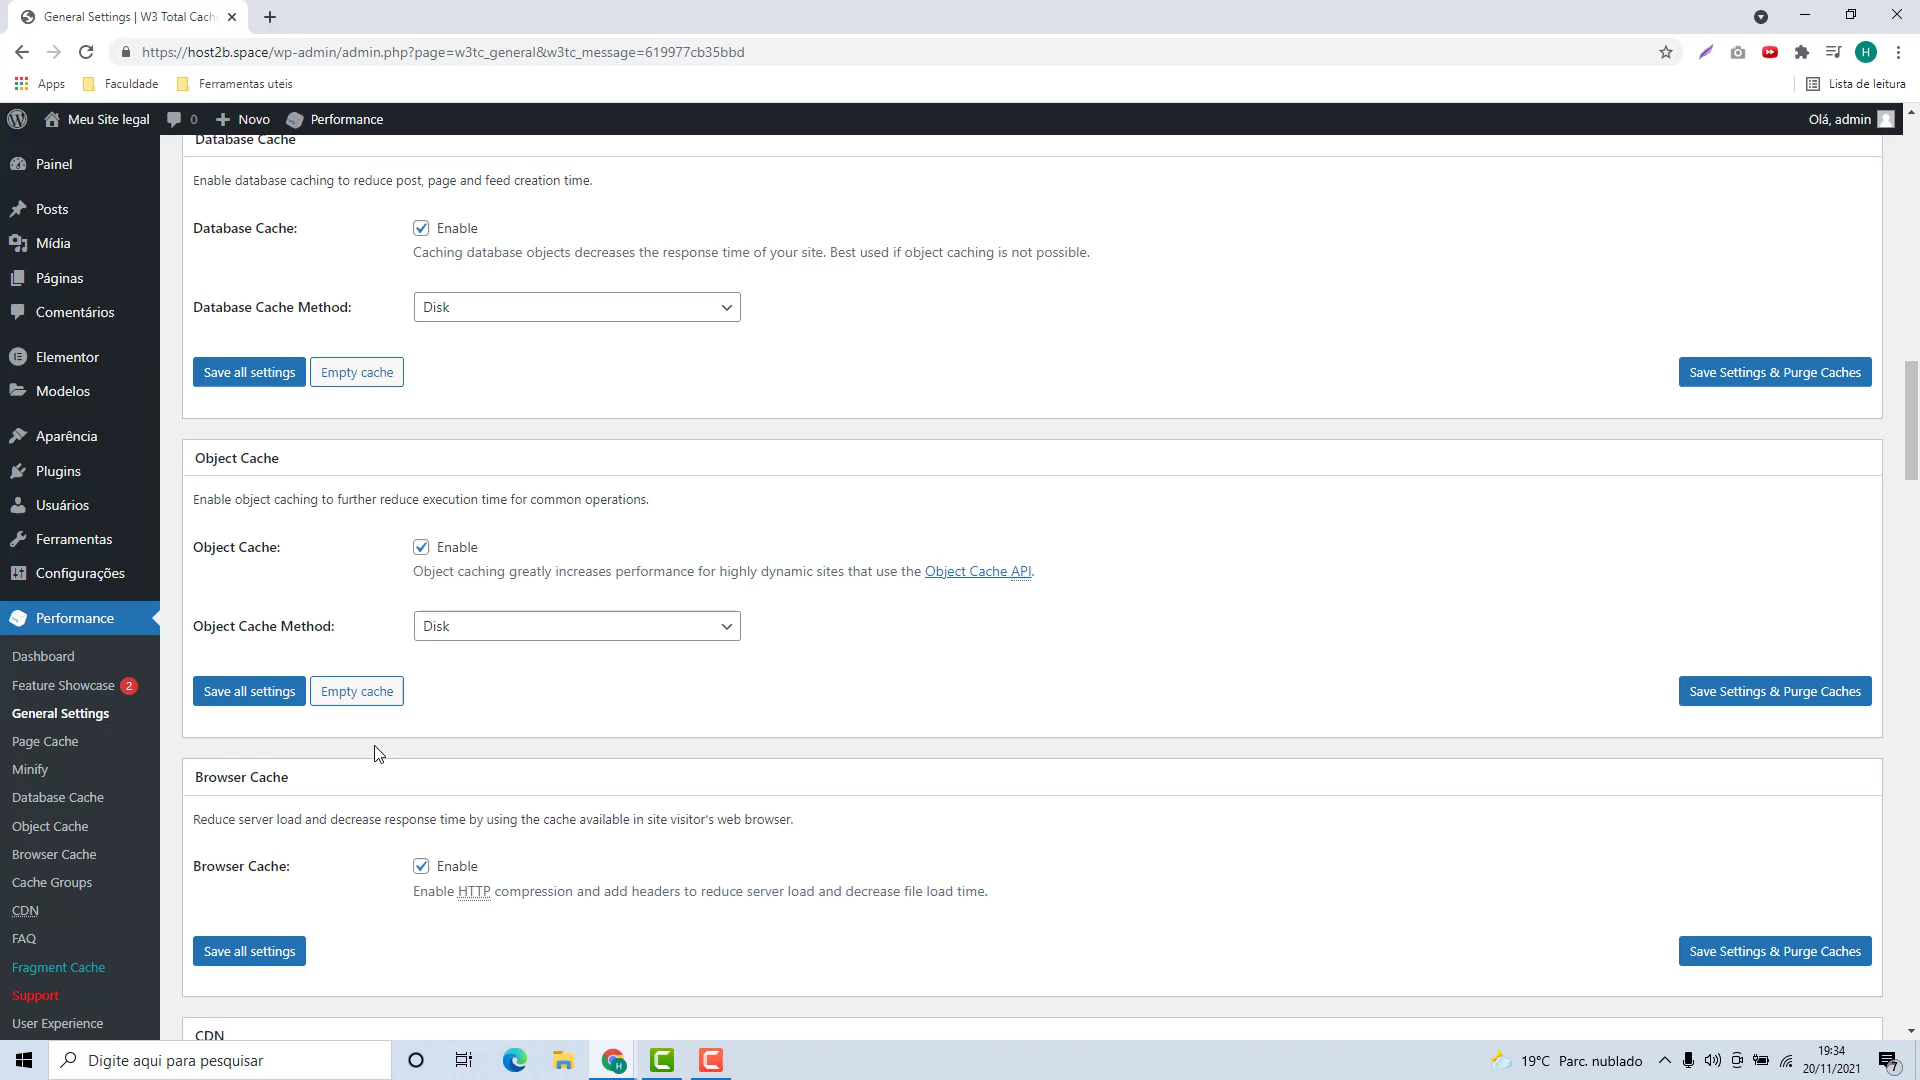 General Settings | W3 Total Cach
https://host2b.space/wp-admin/admin.php?page=w3tc_general&w3tc_message=619977cb35bbd
H
Apps
Faculdade
Ferramentas uteis
Lista de leitura
Meu Site legal
0
Novo
Performance
Olá, admin
Painel
Posts
Mídia
Páginas
Comentários
Elementor
Modelos
Aparência
Plugins
Usuários
Ferramentas
Configurações
Performance
Dashboard
Feature Showcase 2
General Settings
Page Cache
Minify
Database Cache
Object Cache
Browser Cache
Cache Groups
CDN
FAQ
Fragment Cache
Support
User Experience
Database Cache
Enable database caching to reduce post, page and feed creation time.
Database Cache:
Enable
Caching database objects decreases the response time of your site. Best used if object caching is not possible.
Database Cache Method:
Disk
Save all settings
Empty cache
Save Settings & Purge Caches
Object Cache
Enable object caching to further reduce execution time for common operations.
Object Cache:
Enable
Object caching greatly increases performance for highly dynamic sites that use the Object Cache API.
Object Cache Method:
Disk
Save all settings
Empty cache
Save Settings & Purge Caches
Browser Cache
Reduce server load and decrease response time by using the cache available in site visitor's web browser.
Browser Cache:
Enable
Enable HTTP compression and add headers to reduce server load and decrease file load time.
Save all settings
Save Settings & Purge Caches
CDN
Digite aqui para pesquisar
19°C Parc. nublado
19:34
20/11/2021
7